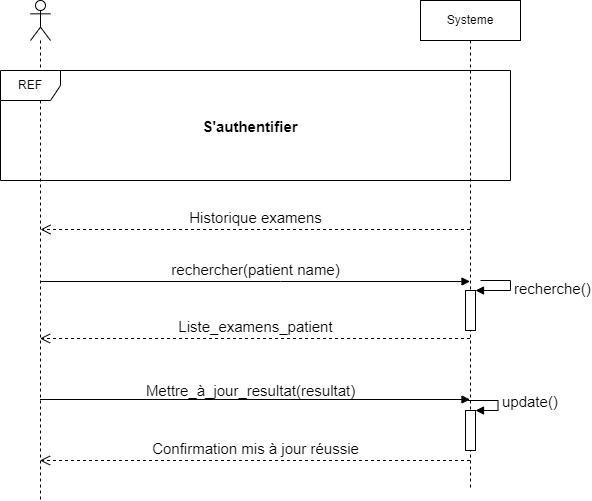 Systeme
REF
S'authentifier
Historique examens
rechercher(patient name)
recherche()
Liste_examens_patient
Mettre_à_jour_resultat(resultat)
update()
Confirmation mis à jour réussie